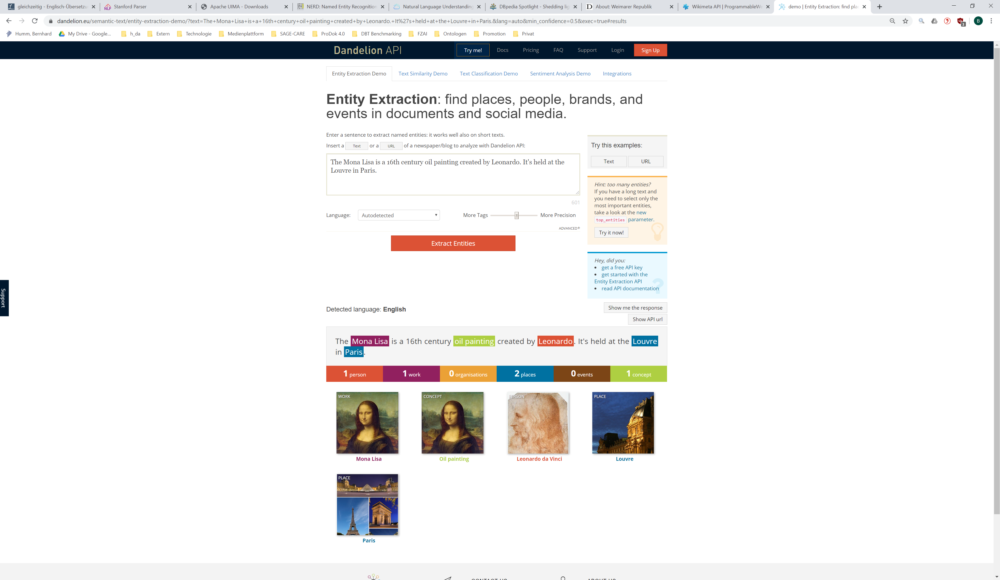 gleichzeitig - Englisch-Übersetzu
Stanford Parser
Apache UIMA - Downloads
NERD: Named Entity Recognition
Natural Language Understanding
DBpedia Spotlight - Shedding lig
D About: Weimarer Republik
Wikimeta API | ProgrammableWe
demo | Entity Extraction: find plac
dandelion.eu/semantic-text/entity-extraction-demo/?text=The+Mona+Lisa+is+a+16th+century+oil+painting+created+by+Leonardo.+It%27s+held+at+the+Louvre+in+Paris.&lang=auto&min_confidence=0.5&exec=true#results
3
B
Humm, Bernhard
My Drive - Google...
h_da
Extern
Technologie
Medienplattform
SAGE-CARE
ProDok 4.0
DBT Benchmarking
FZAI
Ontologen
Promotion
Privat
Dandelion API
Try me!
Docs
Pricing
FAQ
Support
Login
Sign Up
Entity Extraction Demo
Text Similarity Demo
Text Classification Demo
Sentiment Analysis Demo
Integrations
Entity Extraction: find places, people, brands, and
events in documents and social media.
Enter a sentence to extract named entities: it works well also on short texts.
Insert a Text or a URL of a newspaper/blog to analyze with Dandelion API:
The Mona Lisa is a 16th century oil painting created by Leonardo. It's held at the
Louvre in Paris.
601
Language: Autodetected
More Tags
More Precision
ADVANCED+
Extract Entities
Try this examples:
Text
URL
Hint: too many entities?
If you have a long text and
you need to select only the
most important entities,
take a look at the new
top_entities parameter.
Try it now!
Hey, did you:
• get a free API key
• get started with the
Entity Extraction API
• read API documentation
?
Support
Detected language: English
Show me the response
Show API url
The Mona Lisa is a 16th century oil painting created by Leonardo. It's held at the Louvre
in Paris.
1 person
1 work
0 organisations
2 places
0 events
1 concept
WORK
CONCEPT
PERSON
PLACE
Mona Lisa
Oil painting
Leonardo da Vinci
Louvre
PLACE
Paris
CONTACT US
ABOUT US